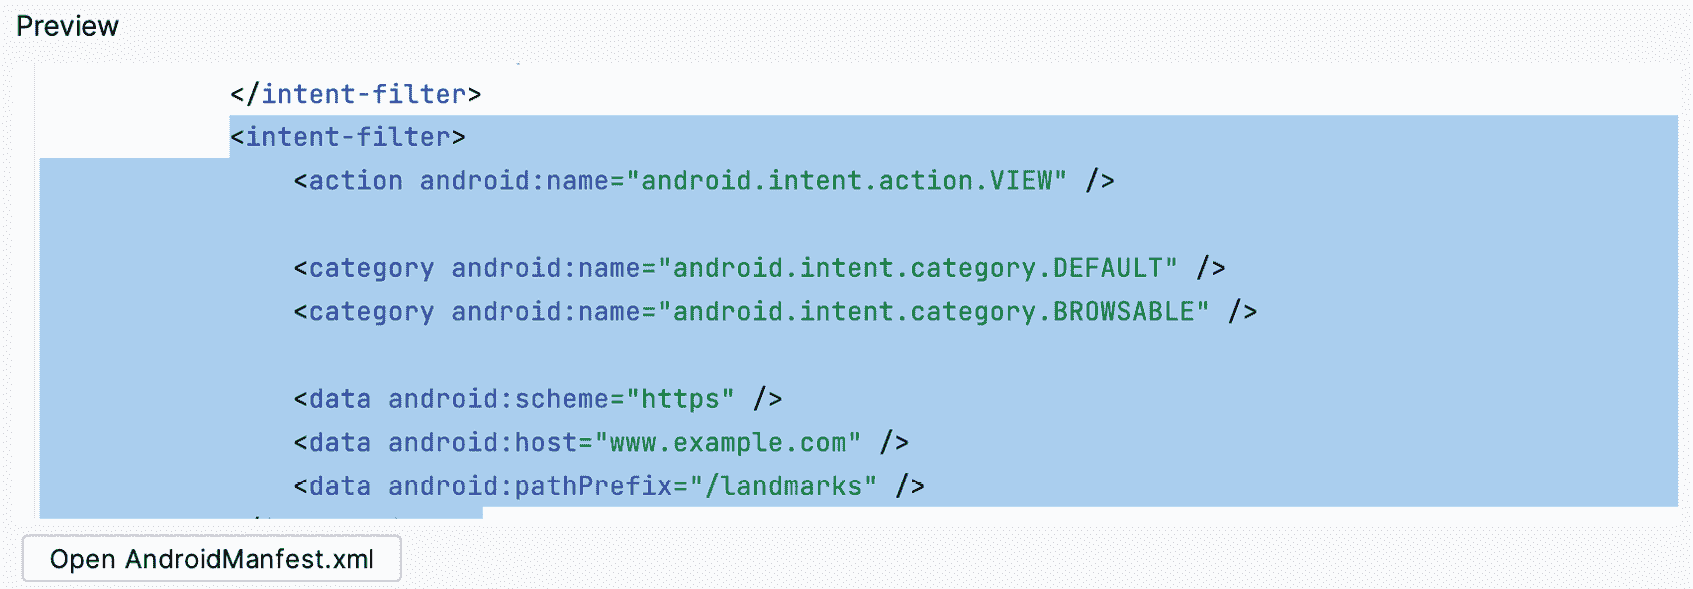 Preview
</intent-filter>
<intent-filter>
<action android:name="android.intent.action.VIEW" />
<category android:name="android.intent.category.DEFAULT" />
<category android:name="android.intent.category.BROWSABLE" />
<data android:scheme="https" />
<data android:host="www.example.com" />
<data android:pathPrefix="/landmarks" />
Open AndroidManfest.xml